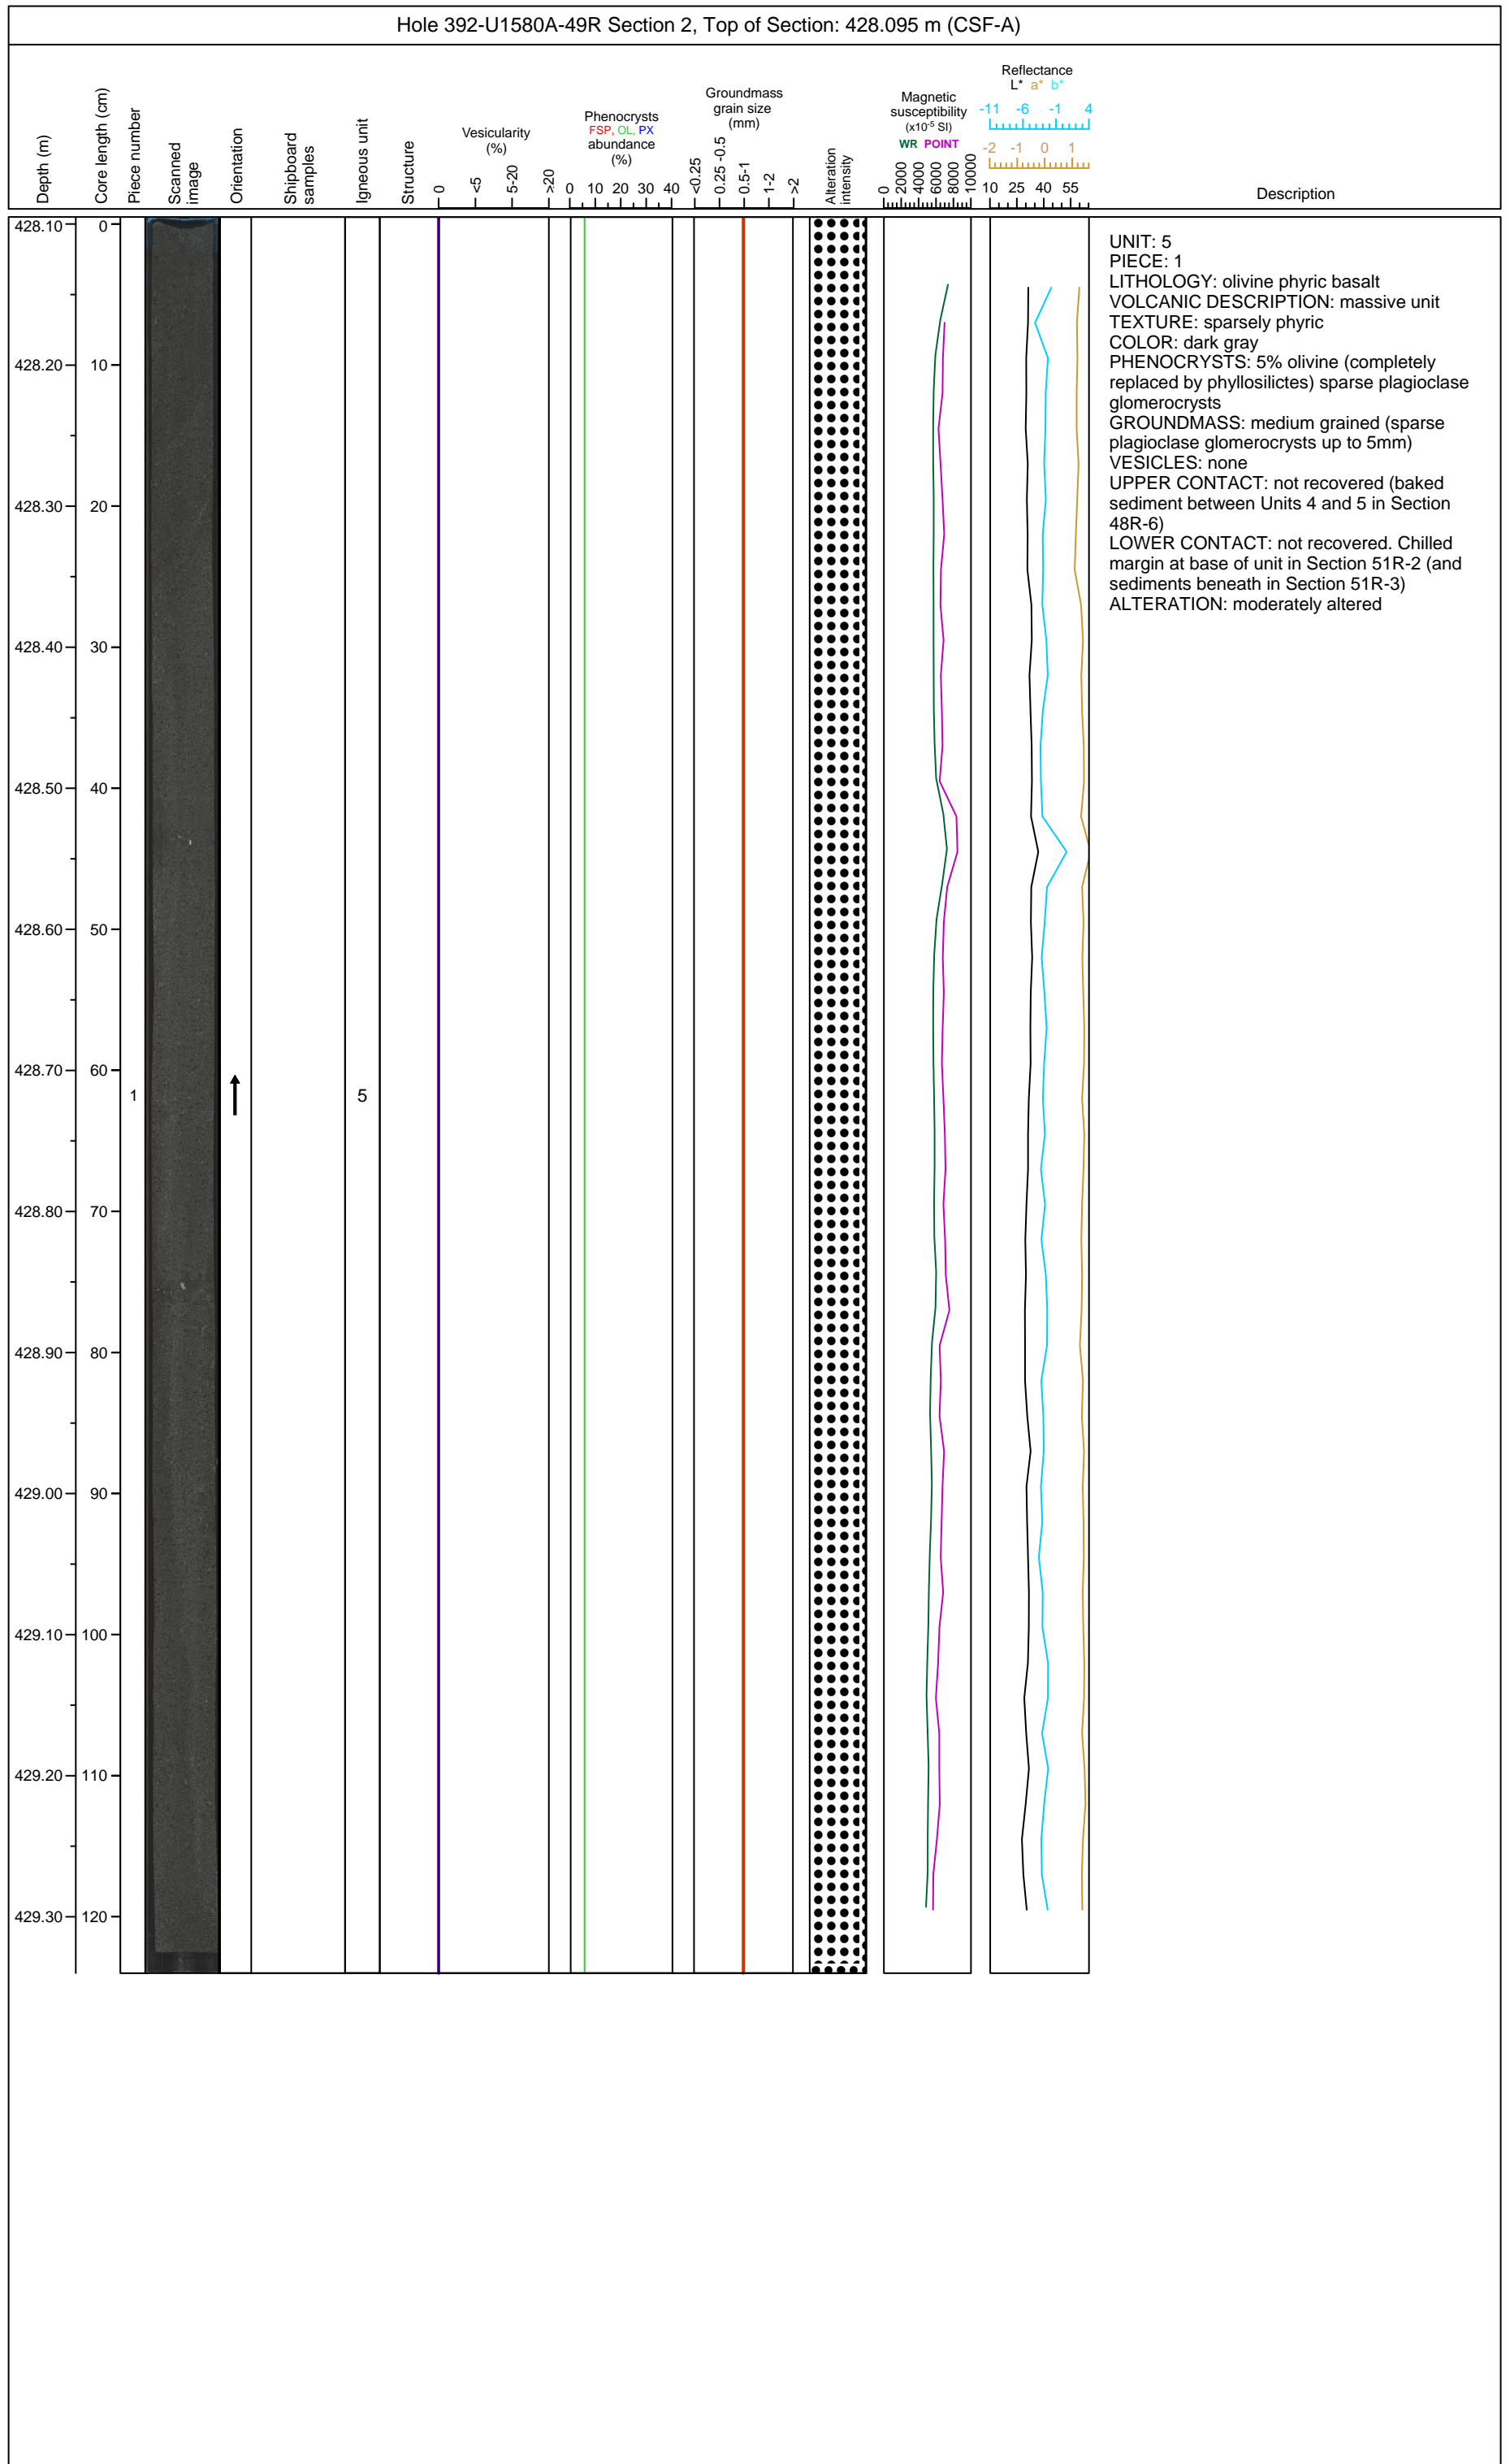 Hole 392-U1580A-49R Section 2, Top of Section: 428.095 m (CSF-A)
Depth (m)
Core length (cm)
Piece number
Scanned
image
Orientation
Shipboard
samples
Igneous unit
Structure
Vesicularity
(%)
0
<5
5-20
>20
Phenocrysts
FSP, OL, PX
abundance
(%)
0 10 20 30 40
Groundmass
grain size
(mm)
<0.25
0.25 -0.5
0.5-1
1-2
>2
Alteration
intensity
Magnetic
susceptibility
(x10-5 SI)
WR POINT
0
2000
4000
6000
8000
10000
Reflectance
L* a* b*
-11 -6 -1 4
-2 -1 0 1
10 25 40 55
Description
428.10 0
428.20 10
428.30 20
428.40 30
428.50 40
428.60 50
428.70 60
428.80 70
428.90 80
429.00 90
429.10 100
429.20 110
429.30 120
1
5
UNIT: 5
PIECE: 1
LITHOLOGY: olivine phyric basalt
VOLCANIC DESCRIPTION: massive unit
TEXTURE: sparsely phyric
COLOR: dark gray
PHENOCRYSTS: 5% olivine (completely
replaced by phyllosilictes) sparse plagioclase
glomerocrysts
GROUNDMASS: medium grained (sparse
plagioclase glomerocrysts up to 5mm)
VESICLES: none
UPPER CONTACT: not recovered (baked
sediment between Units 4 and 5 in Section
48R-6)
LOWER CONTACT: not recovered. Chilled
margin at base of unit in Section 51R-2 (and
sediments beneath in Section 51R-3)
ALTERATION: moderately altered